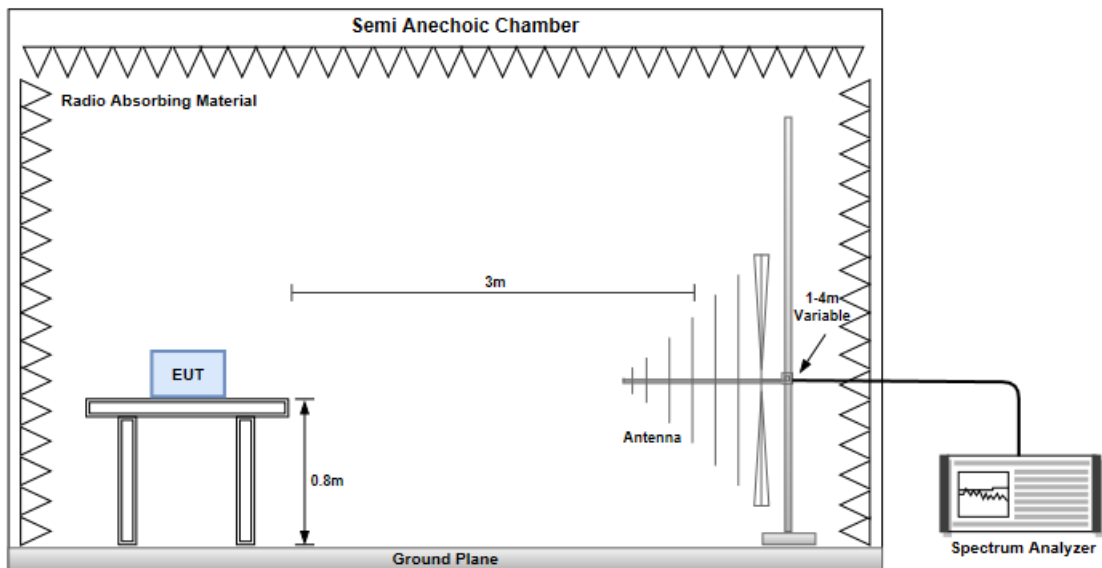 Semi Anechoic Chamber
Radio Absorbing Material
3m
1-4m
Variable
EUT
Antenna
0.8m
Ground Plane
Spectrum Analyzer